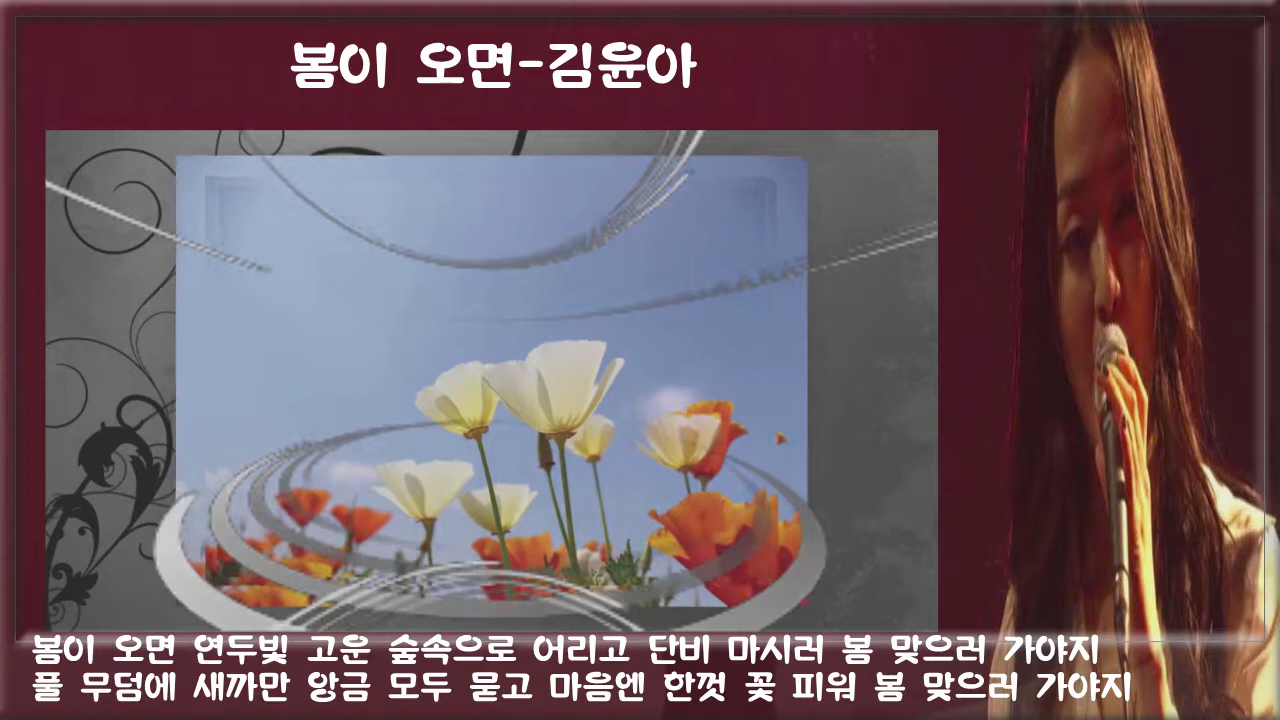 봄이 오면-김윤아
봄이 오면 연두빛 고운 숲속으로 어리고 단비 마시러 봄 맞으러 가야지
풀 무덤에 새까만 앙금 모두 묻고 마음엔 한껏 꽃 피워 봄 맞으러 가야지